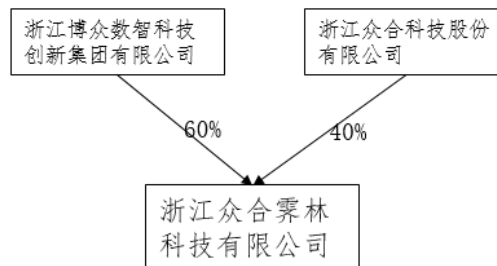 浙江博众数智科技
创新集团有限公司
浙江众合科技股份
有限公司
60%
40%
浙江众合霁林
科技有限公司